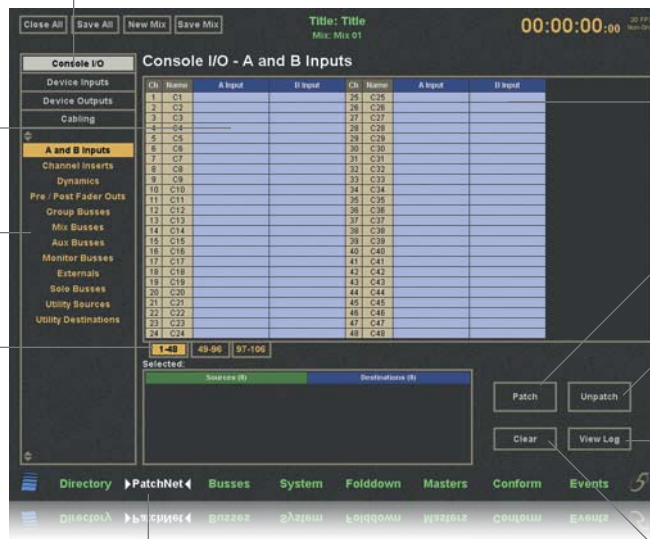 Close All Save All New Mix Save Mix Title: Title 00:00:00:00 30 FPS
Mix: Mix 01
Console I/O Console I/O - A and B Inputs
Device Inputs
Device Outputs
Cabling
A and B Inputs
Channel Inserts
Dynamics
Pre / Post Fader Outs
Group Busses
Mix Busses
Aux Busses
Monitor Busses
Externals
Solo Busses
Utility Sources
Utility Destinations
Ch Name A Input B Input Ch Name A Input B Input
1 C1 25 C25
2 C2 26 C26
3 C3 27 C27
4 C4 28 C28
5 C5 29 C29
6 C6 30 C30
7 C7 31 C31
8 C8 32 C32
9 C9 33 C33
10 C10 34 C34
11 C11 35 C35
12 C12 36 C36
13 C13 37 C37
14 C14 38 C38
15 C15 39 C39
16 C16 40 C40
17 C17 41 C41
18 C18 42 C42
19 C19 43 C43
20 C20 44 C44
21 C21 45 C45
22 C22 46 C46
23 C23 47 C47
24 C24 48 C48
1-48 49-96 97-106
Selected:
Sources (0) Destinations (0)
Patch Unpatch
Clear View Log
Directory PatchNet Busses System Folddown Masters Conform Events 5